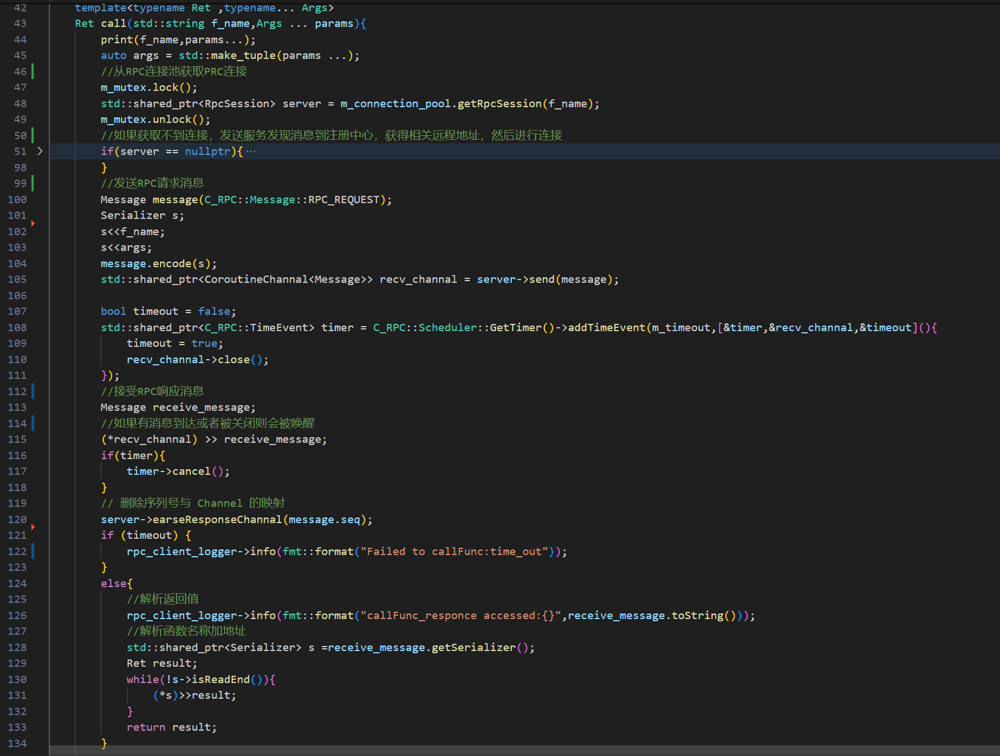 42 template<typename Ret ,typename... Args>
43 Ret call(std::string f_name,Args ... params){
44 print(f_name,params...);
45 auto args = std::make_tuple(params ...);
46 //从RPC连接池获取PRC连接
47 m_mutex.lock();
48 std::shared_ptr<RpcSession> server = m_connection_pool.getRpcSession(f_name);
49 m_mutex.unlock();
50 //如果获取不到连接，发送服务发现消息到注册中心，获得相关远程地址，然后进行连接
51 if(server == nullptr){···
98 }
99 //发送RPC请求消息
100 Message message(C_RPC::Message::RPC_REQUEST);
101 Serializer s;
102 s<<f_name;
103 s<<args;
104 message.encode(s);
105 std::shared_ptr<CoroutineChannal<Message>> recv_channal = server->send(message);
106
107 bool timeout = false;
108 std::shared_ptr<C_RPC::TimeEvent> timer = C_RPC::Scheduler::GetTimer()->addTimeEvent(m_timeout,[&timer,&recv_channal,&timeout](){
109 timeout = true;
110 recv_channal->close();
111 });
112 //接受RPC响应消息
113 Message receive_message;
114 //如果有消息到达或者被关闭则会被唤醒
115 (*recv_channal) >> receive_message;
116 if(timer){
117 timer->cancel();
118 }
119 // 删除序列号与 Channel 的映射
120 server->earseResponseChannal(message.seq);
121 if (timeout) {
122 rpc_client_logger->info(fmt::format("Failed to callFunc:time_out"));
123 }
124 else{
125 //解析返回值
126 rpc_client_logger->info(fmt::format("callFunc_responce accessed:{}",receive_message.toString()));
127 //解析函数名称加地址
128 std::shared_ptr<Serializer> s =receive_message.getSerializer();
129 Ret result;
130 while(!s->isReadEnd()){
131 (*s)>>result;
132 }
133 return result;
134 }